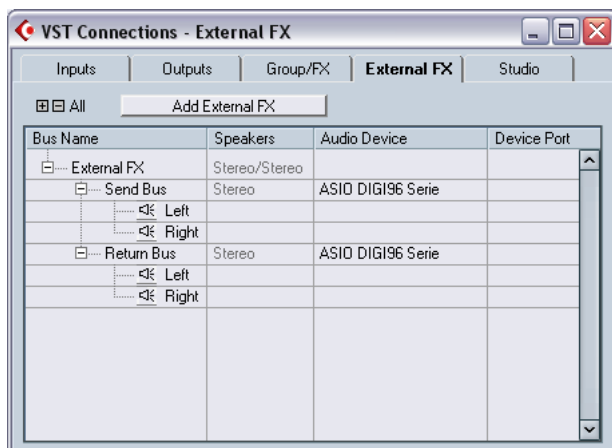 VST Connections - External FX
Inputs Outputs Group/FX External FX Studio
All Add External FX
Bus Name Speakers Audio Device Device Port
External FX Stereo/Stereo
Send Bus Stereo ASIO DIGI96 Serie
Left
Right
Return Bus Stereo ASIO DIGI96 Serie
Left
Right